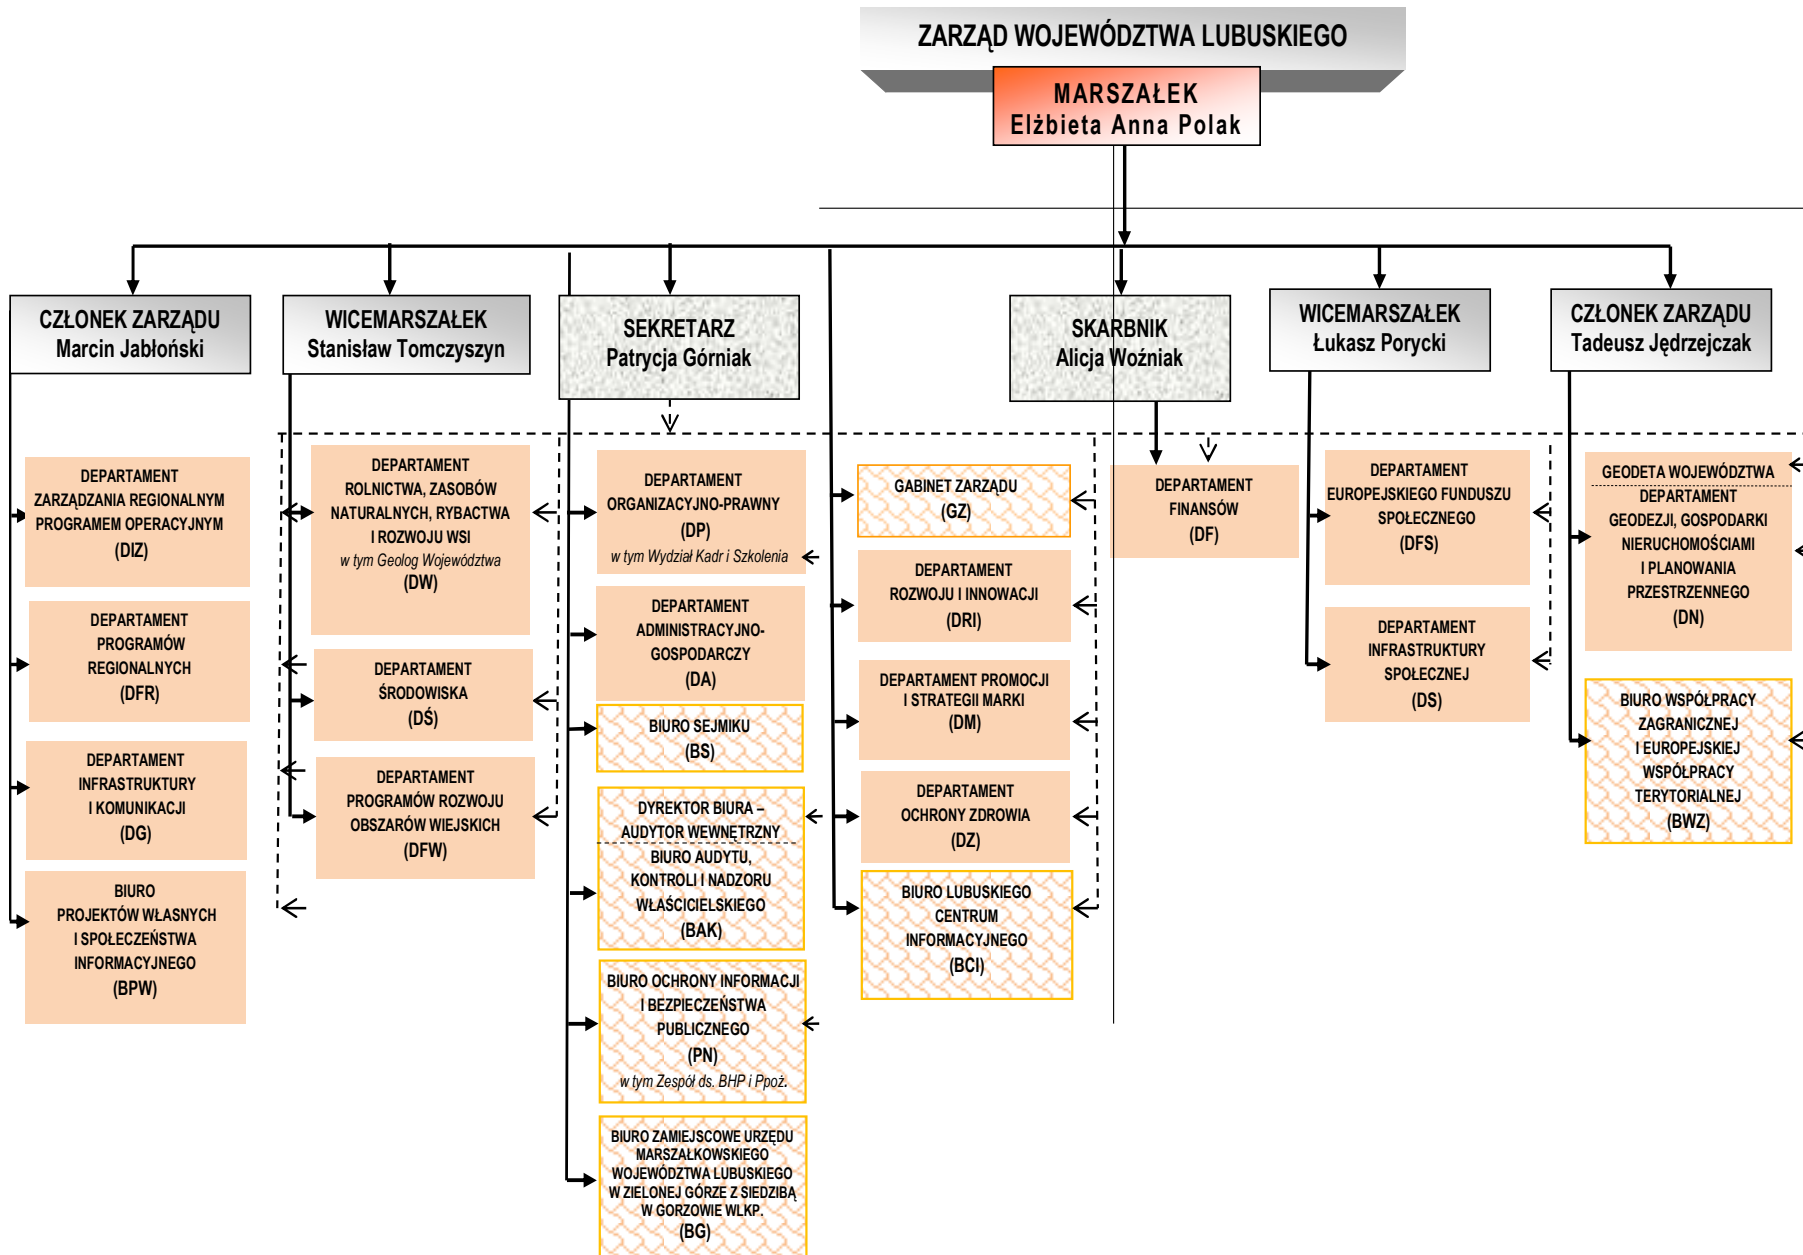 ZARZĄD WOJEWÓDZTWA LUBUSKIEGO
MARSZAŁEK
Elżbieta Anna Polak
CZŁONEK ZARZĄDU
Marcin Jabłoński
WICEMARSZAŁEK
Stanisław Tomczyszyn
SEKRETARZ
Patrycja Górniak
SKARBNIK
Alicja Woźniak
WICEMARSZAŁEK
Łukasz Porycki
CZŁONEK ZARZĄDU
Tadeusz Jędrzejczak
DEPARTAMENT
ZARZĄDZANIA REGIONALNYM
PROGRAMEM OPERACYJNYM
(DIZ)
DEPARTAMENT
PROGRAMÓW
REGIONALNYCH
(DFR)
DEPARTAMENT
INFRASTRUKTURY
I KOMUNIKACJI
(DG)
BIURO
PROJEKTÓW WŁASNYCH
I SPOŁECZEŃSTWA
INFORMACYJNEGO
(BPW)
DEPARTAMENT
ROLNICTWA, ZASOBÓW
NATURALNYCH, RYBACTWA
I ROZWOJU WSI
w tym Geolog Województwa
(DW)
DEPARTAMENT
ŚRODOWISKA
(DŚ)
DEPARTAMENT
PROGRAMÓW ROZWOJU
OBSZARÓW WIEJSKICH
(DFW)
DEPARTAMENT
ORGANIZACYJNO-PRAWNY
(DP)
w tym Wydział Kadr i Szkolenia
DEPARTAMENT
ADMINISTRACYJNO-
GOSPODARCZY
(DA)
BIURO SEJMIKU
(BS)
DYREKTOR BIURA –
AUDYTOR WEWNĘTRZNY
BIURO AUDYTU,
KONTROLI I NADZORU
WŁAŚCICIELSKIEGO
(BAK)
BIURO OCHRONY INFORMACJI
I BEZPIECZEŃSTWA
PUBLICZNEGO
(PN)
w tym Zespół ds. BHP i Ppoż.
BIURO ZAMIEJSCOWE URZĘDU
MARSZAŁKOWSKIEGO
WOJEWÓDZTWA LUBUSKIEGO
W ZIELONEJ GÓRZE Z SIEDZIBĄ
W GORZOWIE WLKP.
(BG)
GABINET ZARZĄDU
(GZ)
DEPARTAMENT
ROZWOJU I INNOWACJI
(DRI)
DEPARTAMENT PROMOCJI
I STRATEGII MARKI
(DM)
DEPARTAMENT
OCHRONY ZDROWIA
(DZ)
BIURO LUBUSKIEGO
CENTRUM
INFORMACYJNEGO
(BCI)
DEPARTAMENT
FINANSÓW
(DF)
DEPARTAMENT
EUROPEJSKIEGO FUNDUSZU
SPOŁECZNEGO
(DFS)
DEPARTAMENT
INFRASTRUKTURY
SPOŁECZNEJ
(DS)
GEODETA WOJEWÓDZTWA
DEPARTAMENT
GEODEZJI, GOSPODARKI
NIERUCHOMOŚCIAMI
I PLANOWANIA
PRZESTRZENNEGO
(DN)
BIURO WSPÓŁPRACY
ZAGRANICZNEJ
I EUROPEJSKIEJ
WSPÓŁPRACY
TERYTORIALNEJ
(BWZ)